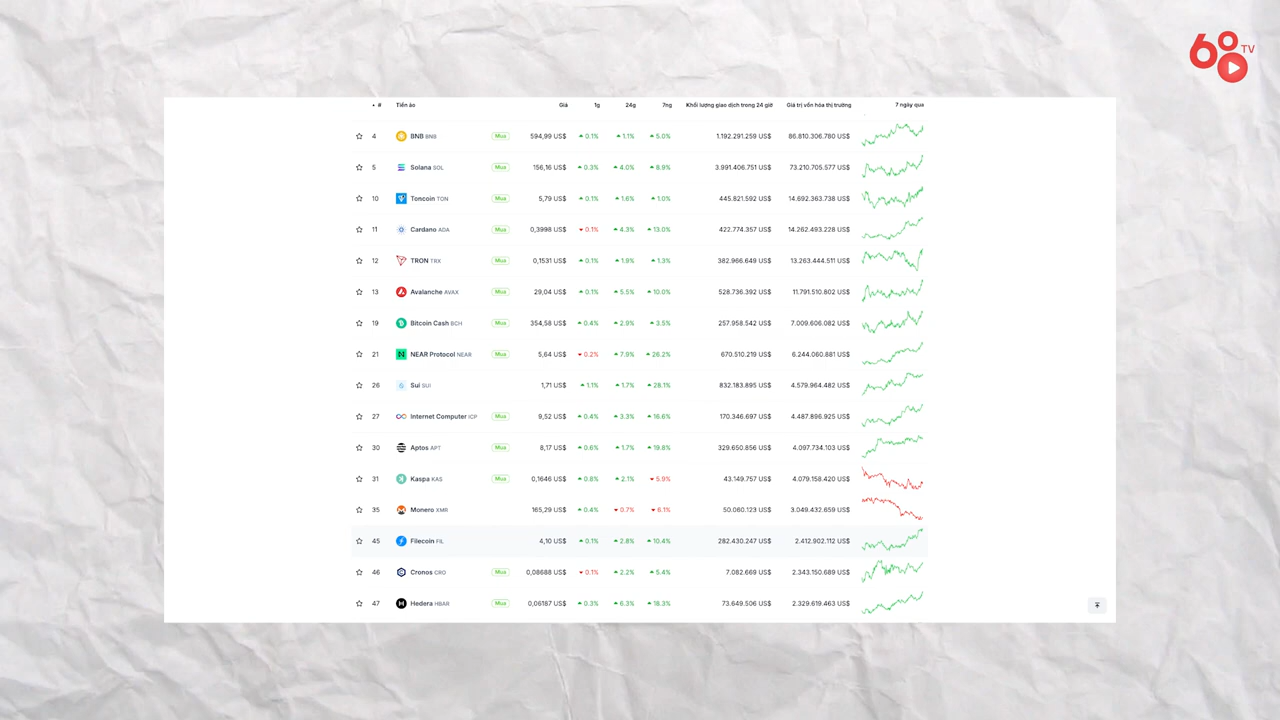 68 TV
# Tiền ảo Giá 1g 24g 7ng Khối lượng giao dịch trong 24 giờ Giá trị vốn hóa thị trường 7 ngày qua
4 BNB BNB Mua 594,99 US$ 0.1% 1.1% 5.0% 1.192.291.259 US$ 86.810.306.780 US$
5 Solana SOL Mua 156,16 US$ 0.3% 4.0% 8.9% 3.991.406.751 US$ 73.210.705.577 US$
10 Toncoin TON Mua 5,79 US$ 0.1% 1.6% 1.0% 445.821.592 US$ 14.692.363.738 US$
11 Cardano ADA Mua 0,3998 US$ 0.1% 4.3% 13.0% 422.774.357 US$ 14.262.493.228 US$
12 TRON TRX Mua 0,1531 US$ 0.1% 1.9% 1.3% 382.966.649 US$ 13.263.444.511 US$
13 Avalanche AVAX Mua 29,04 US$ 0.1% 5.5% 10.0% 528.736.392 US$ 11.791.510.802 US$
19 Bitcoin Cash BCH Mua 354,58 US$ 0.4% 2.9% 3.5% 257.958.542 US$ 7.009.606.082 US$
21 NEAR Protocol NEAR Mua 5,64 US$ 0.2% 7.9% 26.2% 670.510.219 US$ 6.244.060.881 US$
26 Sui SUI 1,71 US$ 1.1% 1.7% 28.1% 832.183.895 US$ 4.579.964.482 US$
27 Internet Computer ICP Mua 9,52 US$ 0.4% 3.3% 16.6% 170.346.697 US$ 4.487.896.925 US$
30 Aptos APT Mua 8,17 US$ 0.6% 1.7% 19.8% 329.650.856 US$ 4.097.734.103 US$
31 Kaspa KAS Mua 0,1646 US$ 0.8% 2.1% 5.9% 43.149.757 US$ 4.079.158.420 US$
35 Monero XMR Mua 165,29 US$ 0.4% 0.7% 6.1% 50.060.123 US$ 3.049.432.659 US$
45 Filecoin FIL 4,10 US$ 0.1% 2.8% 10.4% 282.430.247 US$ 2.412.902.112 US$
46 Cronos CRO Mua 0,08688 US$ 0.1% 2.2% 5.4% 7.082.669 US$ 2.343.150.689 US$
47 Hedera HBAR Mua 0,06187 US$ 0.3% 6.3% 18.3% 73.649.506 US$ 2.329.619.463 US$